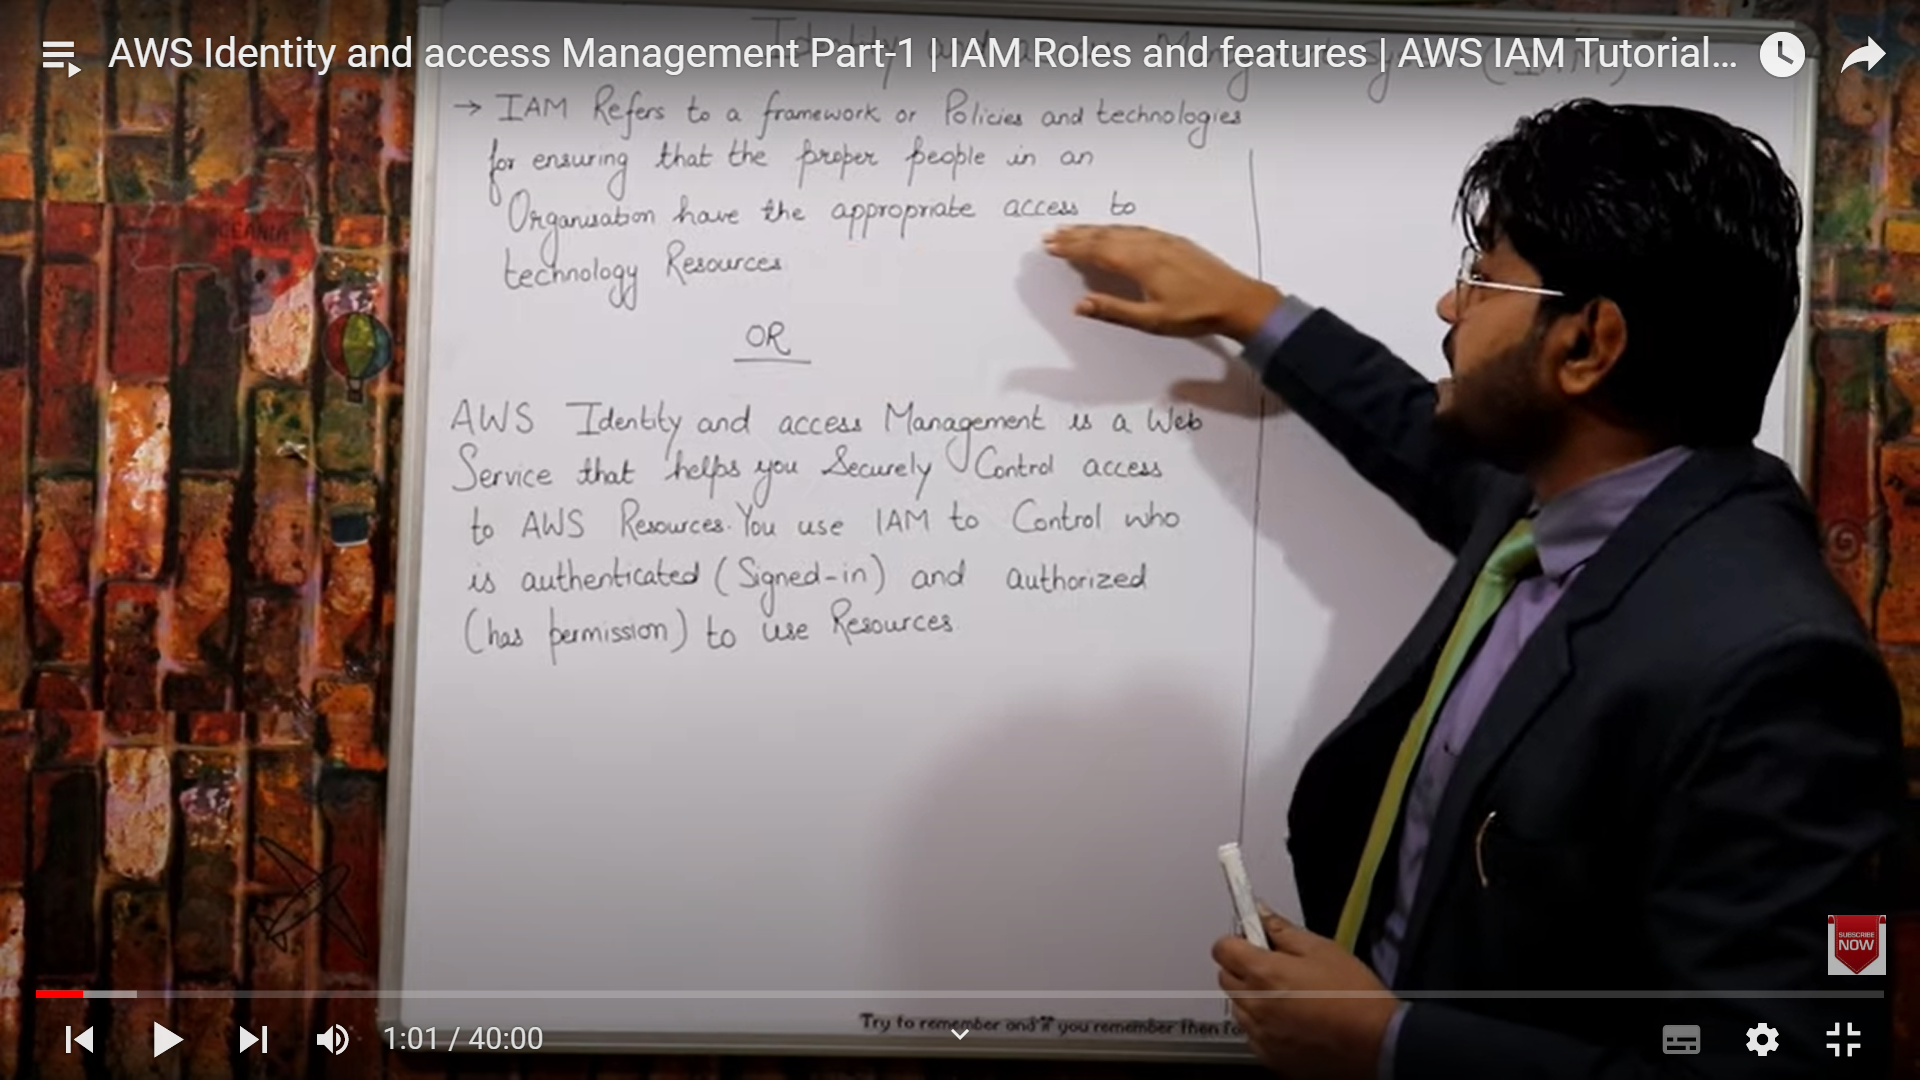 AWS Identity and access Management Part-1 | IAM Roles and features | AWS IAM Tutorial...
→ IAM Refers to a framework or Policies and technologies
for ensuring that the proper people in an
Organisation have the appropriate access to
technology Resources
OR
AWS Identity and access Management is a Web
Service that helps you Securely Control access
to AWS Resources. You use IAM to Control who
is authenticated (Signed-in) and authorized
(has permission) to use Resources.
OCEANIA
SUBSCRIBE
NOW
Try to remember and if you remember then
1:01 / 40:00